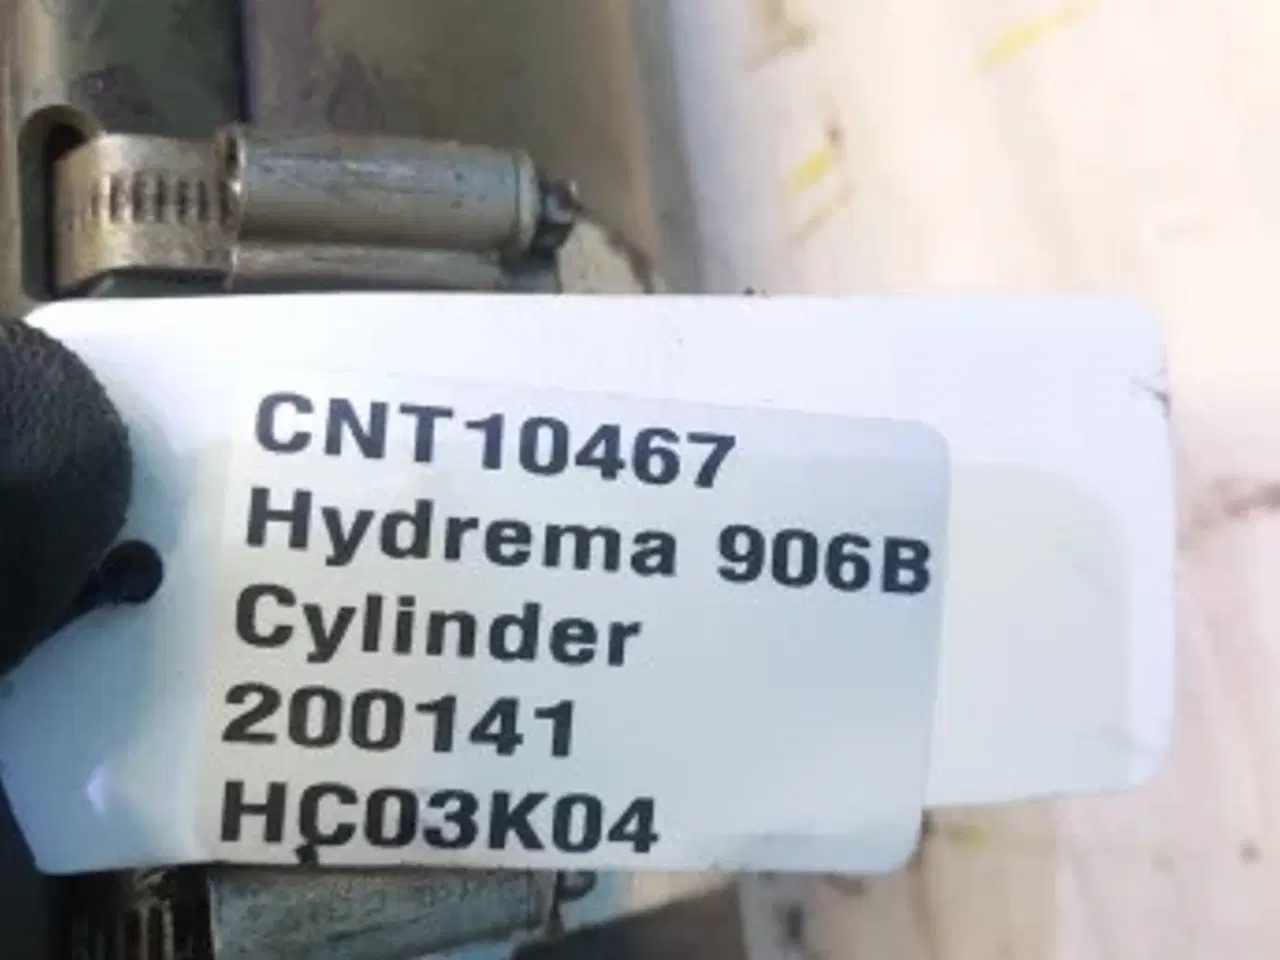 CNT10467
Hydrema 906B
Cylinder
200141
HC03K04